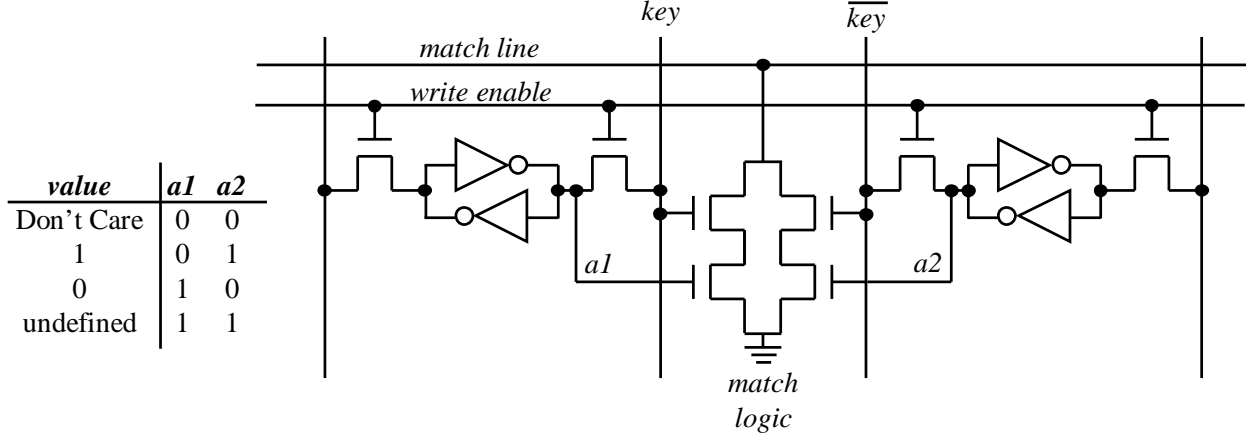 key
k̅e̅y̅
match line
write enable
value a1 a2
Don't Care 0 0
1 0 1
0 1 0
undefined 1 1
a1
a2
match
logic